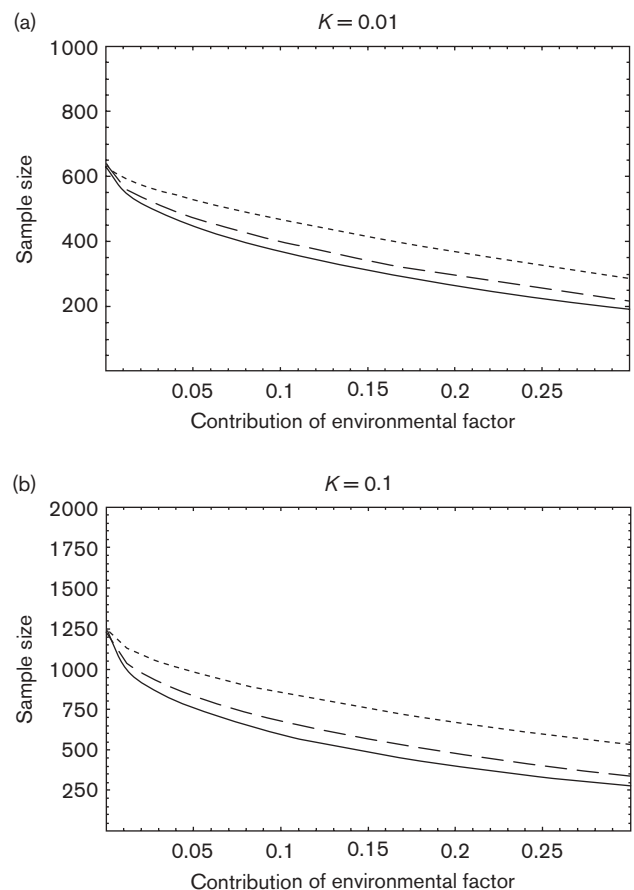 (a)
K = 0.01
1000
800
600
400
200
Sample size
0.05 0.1 0.15 0.2 0.25
Contribution of environmental factor
(b)
K = 0.1
2000
1750
1500
1250
1000
750
500
250
Sample size
0.05 0.1 0.15 0.2 0.25
Contribution of environmental factor